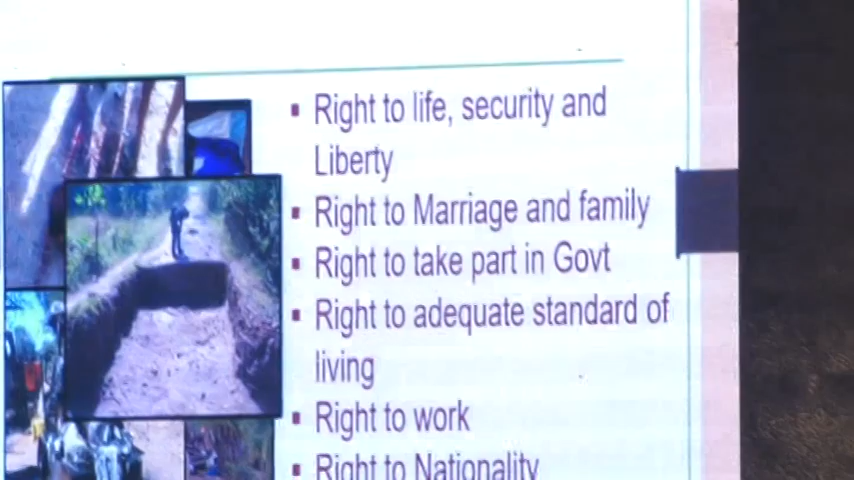 ▪ Right to life, security and
Liberty
▪ Right to Marriage and family
▪ Right to take part in Govt
▪ Right to adequate standard of
living
▪ Right to work
▪ Right to Nationality